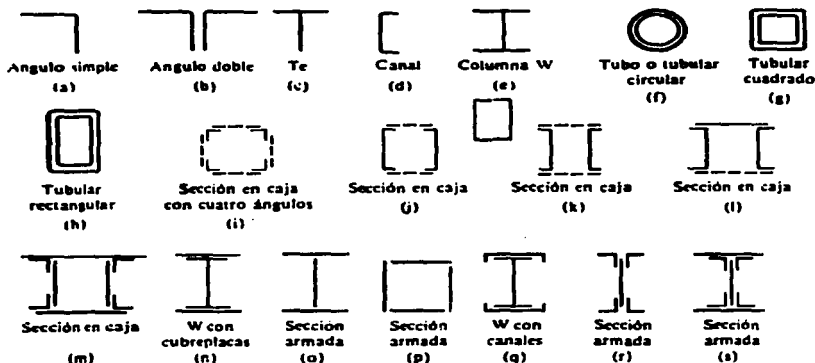 Angulo simple Angulo doble Te Canal Columna W Tubo o tubular circular Tubular cuadrado
(a) (b) (c) (d) (e) (f) (g)
Tubular rectangular Sección en caja con cuatro ángulos Sección en caja Sección en caja Sección en caja
(h) (i) (j) (k) (l)
Sección en caja W con cubreplacas Sección armada Sección armada W con canales Sección armada Sección armada
(m) (n) (o) (p) (q) (r) (s)